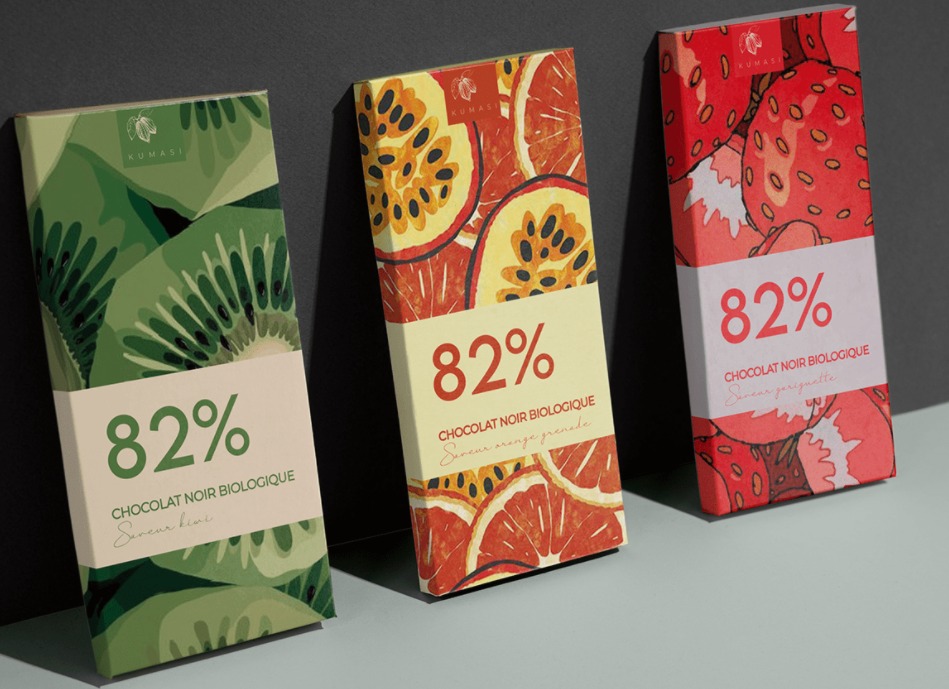 KUMASI
82%
CHOCOLAT NOIR BIOLOGIQUE
Saveur kiwi
KUMASI
82%
CHOCOLAT NOIR BIOLOGIQUE
Saveur orange grenade
KUMASI
82%
CHOCOLAT NOIR BIOLOGIQUE
Saveur gariguette